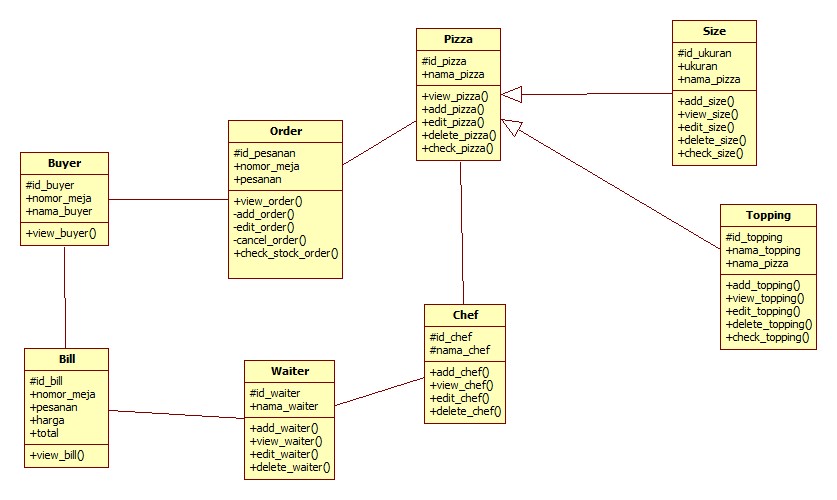 Pizza
#id_pizza
+nama_pizza
+view_pizza()
+add_pizza()
+edit_pizza()
+delete_pizza()
+check_pizza()
Size
#id_ukuran
+ukuran
+nama_pizza
+add_size()
+view_size()
+edit_size()
+delete_size()
+check_size()
Order
#id_pesanan
+nomor_meja
+pesanan
+view_order()
-add_order()
-edit_order()
-cancel_order()
+check_stock_order()
Buyer
#id_buyer
+nomor_meja
+nama_buyer
+view_buyer()
Topping
#id_topping
+nama_topping
+nama_pizza
+add_topping()
+view_topping()
+edit_topping()
+delete_topping()
+check_topping()
Chef
#id_chef
#nama_chef
+add_chef()
+view_chef()
+edit_chef()
+delete_chef()
Bill
#id_bill
+nomor_meja
+pesanan
+harga
+total
+view_bill()
Waiter
#id_waiter
+nama_waiter
+add_waiter()
+view_waiter()
+edit_waiter()
+delete_waiter()